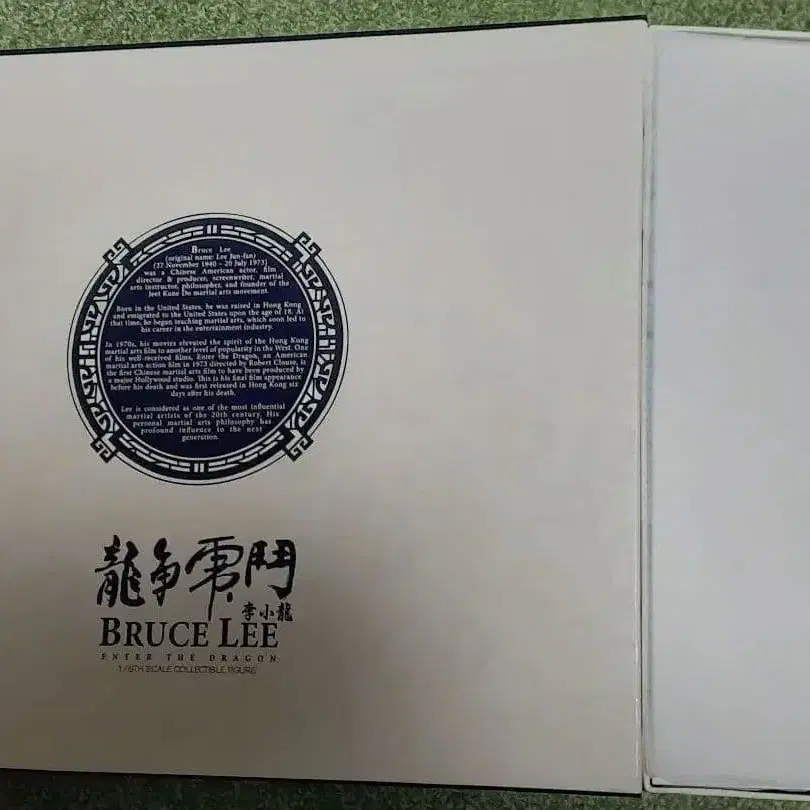 Bruce Lee
(original name: Lee Jun-fan)
(27 November 1940 - 20 July 1973)
was a Chinese American actor, film
director & producer, screenwriter, martial
arts instructor, philosopher, and founder of the
Jeet Kune Do martial arts movement.
Born in the United States, he was raised in Hong Kong
and emigrated to the United States upon the age of 18. At
that time, he began teaching martial arts, which soon led to
his career in the entertainment industry.
In 1970s, his movies elevated the spirit of the Hong Kong
martial arts film to another level of popularity in the West. One
of his well-received films, Enter the Dragon, an American
martial arts action film in 1973 directed by Robert Clouse, is
the first Chinese martial arts film to have been produced by
a major Hollywood studio. This is his final film appearance
before his death and was first released in Hong Kong six
days after his death.
Lee is considered as one of the most influential
martial artists of the 20th century. His
personal martial arts philosophy has
profound influence to the next
generation.
龍争虎鬥
李小龍
BRUCE LEE
ENTER THE DRAGON
1/6TH SCALE COLLECTIBLE FIGURE